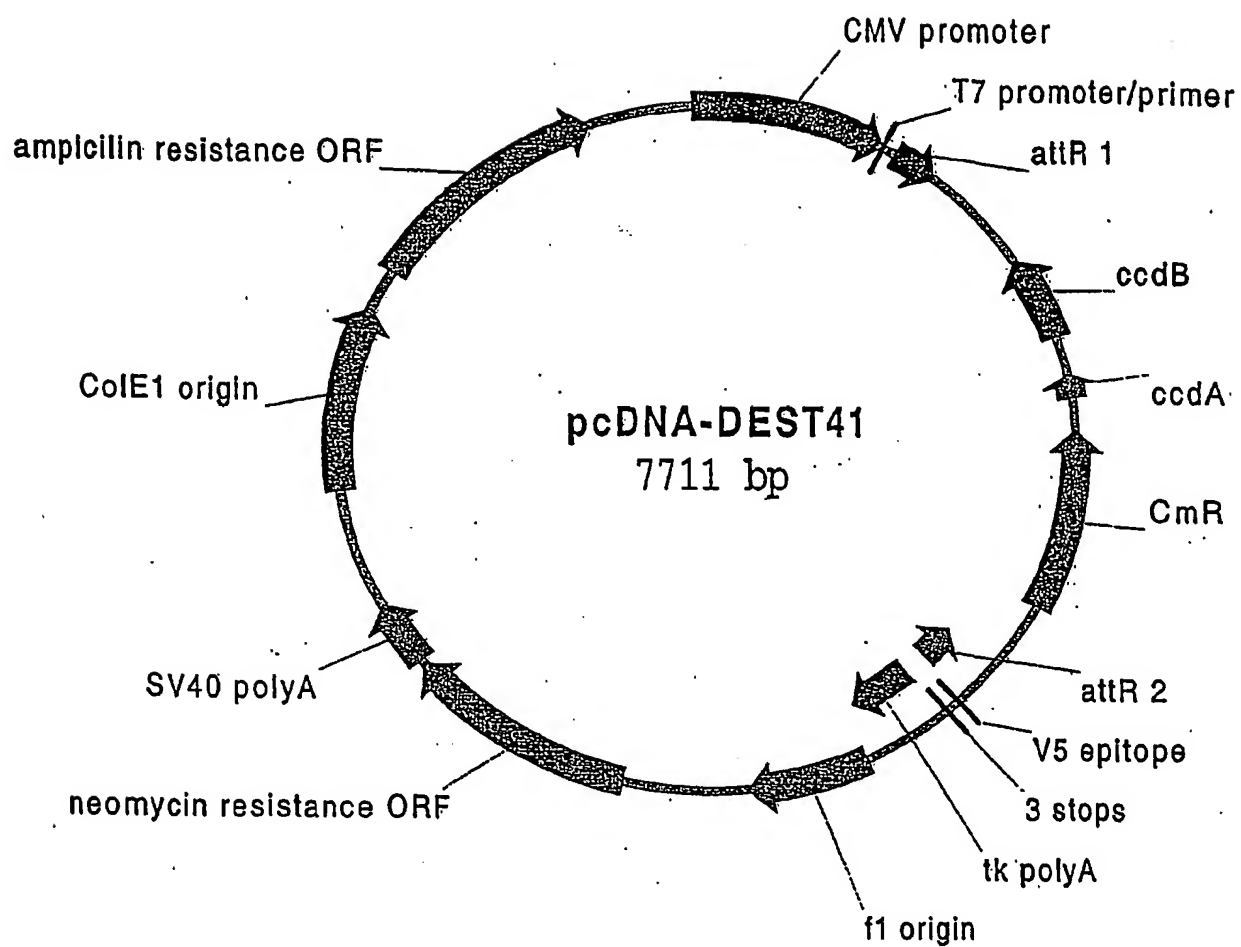 CMV promoter
T7 promoter/primer
attR 1
ampicilin resistance ORF
ccdB
ColE1 origin
ccdA
pcDNA-DEST41
7711 bp
CmR
SV40 polyA
attR 2
V5 epitope
neomycin resistance ORF
3 stops
tk polyA
f1 origin